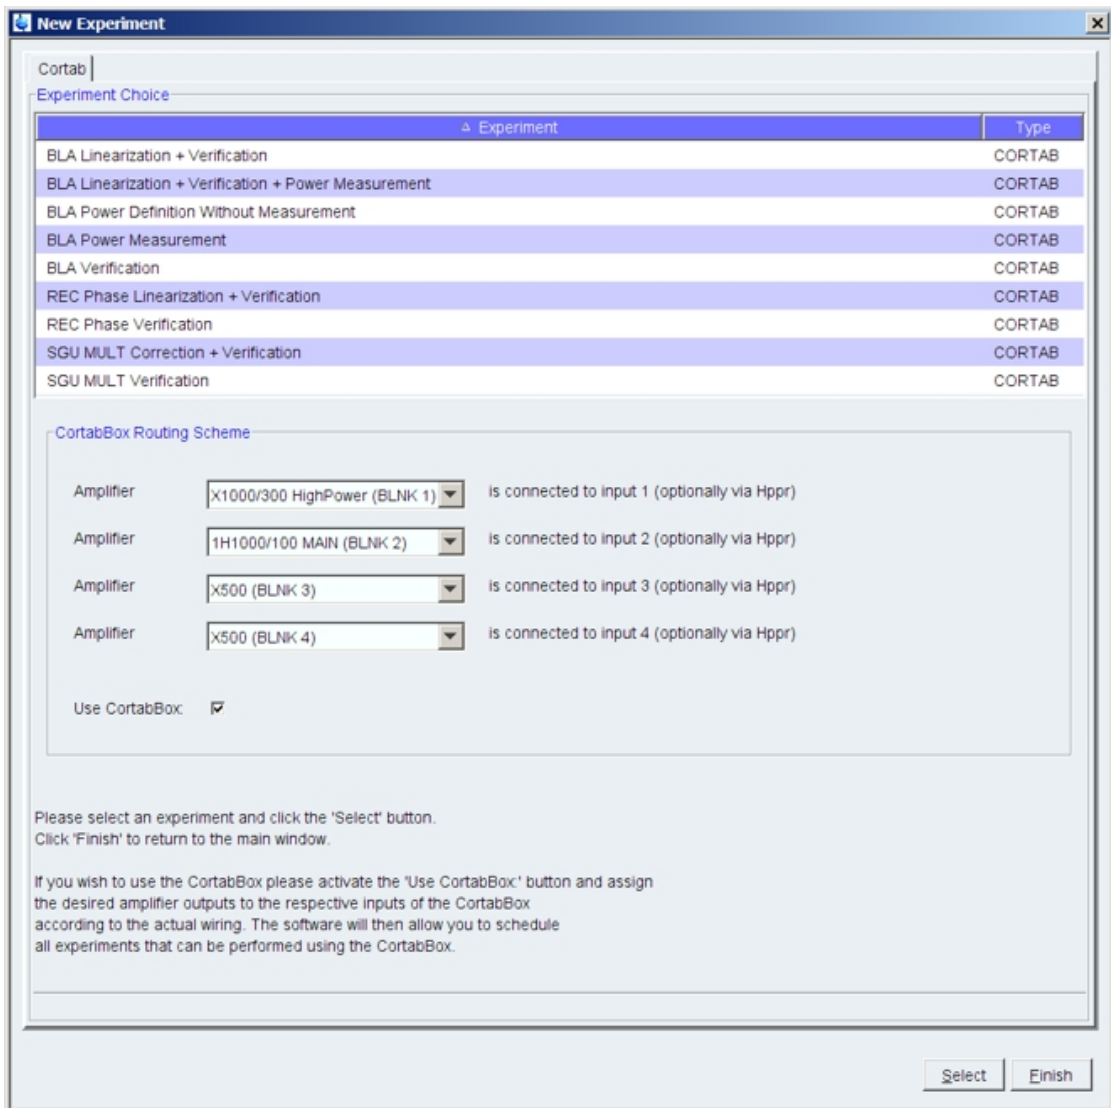 New Experiment
Cortab
Experiment Choice
Experiment Type
BLA Linearization + Verification CORTAB
BLA Linearization + Verification + Power Measurement CORTAB
BLA Power Definition Without Measurement CORTAB
BLA Power Measurement CORTAB
BLA Verification CORTAB
REC Phase Linearization + Verification CORTAB
REC Phase Verification CORTAB
SGU MULT Correction + Verification CORTAB
SGU MULT Verification CORTAB
CortabBox Routing Scheme
Amplifier X1000/300 HighPower (BLNK 1) is connected to input 1 (optionally via Hppr)
Amplifier 1H1000/100 MAIN (BLNK 2) is connected to input 2 (optionally via Hppr)
Amplifier X500 (BLNK 3) is connected to input 3 (optionally via Hppr)
Amplifier X500 (BLNK 4) is connected to input 4 (optionally via Hppr)
Use CortabBox:
Please select an experiment and click the 'Select' button.
Click 'Finish' to return to the main window.
If you wish to use the CortabBox please activate the 'Use CortabBox:' button and assign
the desired amplifier outputs to the respective inputs of the CortabBox
according to the actual wiring. The software will then allow you to schedule
all experiments that can be performed using the CortabBox.
Select Finish